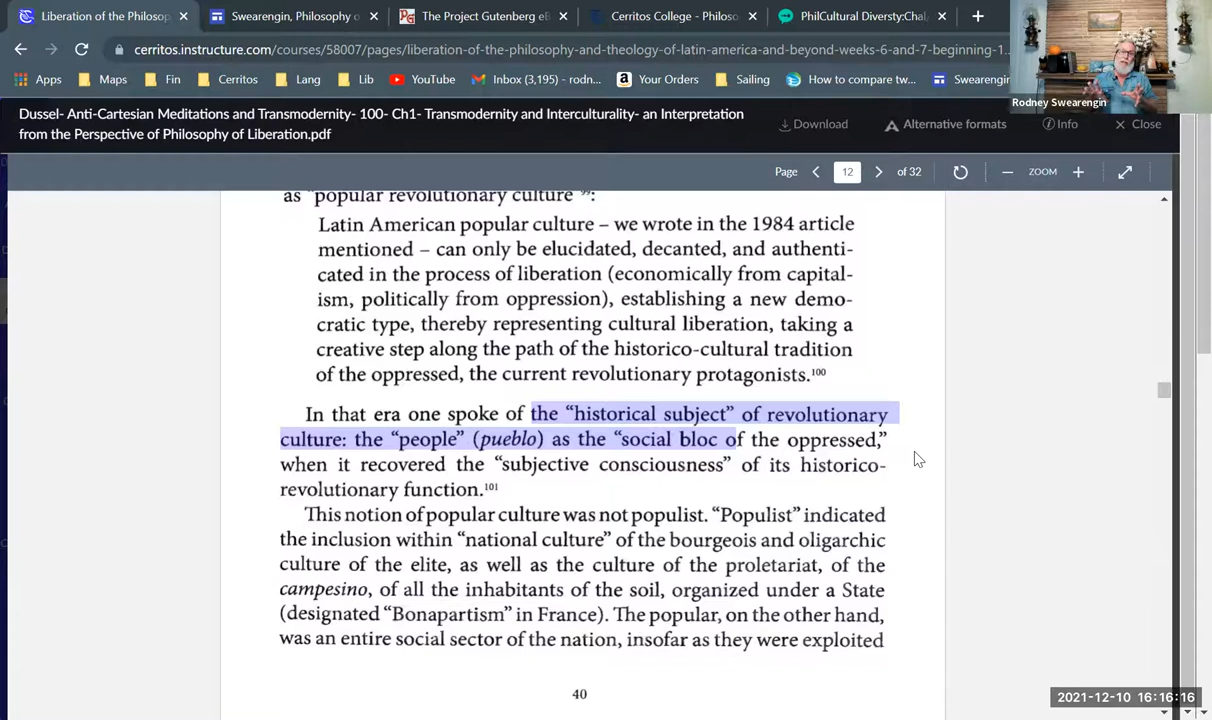 Liberation of the Philosop
Swearengin, Philosophy o
The Project Gutenberg eB
Cerritos College - Philoso
PhilCultural Diversty:Chal
cerritos.instructure.com/courses/58007/pages/liberation-of-the-philosophy-and-theology-of-latin-america-and-beyond-weeks-6-and-7-beginning-1...
Apps
Maps
Fin
Cerritos
Lang
Lib
YouTube
Inbox (3,195) - rodn...
Your Orders
Sailing
How to compare tw...
Swearengin
Rodney Swearengin
Dussel- Anti-Cartesian Meditations and Transmodernity- 100- Ch1- Transmodernity and Interculturality- an Interpretation
from the Perspective of Philosophy of Liberation.pdf
Download
Alternative formats
Info
Close
Page
12
of 32
ZOOM
as “popular revolutionary culture”⁹⁹:
Latin American popular culture – we wrote in the 1984 article
mentioned – can only be elucidated, decanted, and authenti-
cated in the process of liberation (economically from capital-
ism, politically from oppression), establishing a new demo-
cratic type, thereby representing cultural liberation, taking a
creative step along the path of the historico-cultural tradition
of the oppressed, the current revolutionary protagonists.¹⁰⁰
In that era one spoke of the “historical subject” of revolutionary
culture: the “people” (pueblo) as the “social bloc of the oppressed,”
when it recovered the “subjective consciousness” of its historico-
revolutionary function.¹⁰¹
This notion of popular culture was not populist. “Populist” indicated
the inclusion within “national culture” of the bourgeois and oligarchic
culture of the elite, as well as the culture of the proletariat, of the
campesino, of all the inhabitants of the soil, organized under a State
(designated “Bonapartism” in France). The popular, on the other hand,
was an entire social sector of the nation, insofar as they were exploited
40
2021-12-10 16:16:16